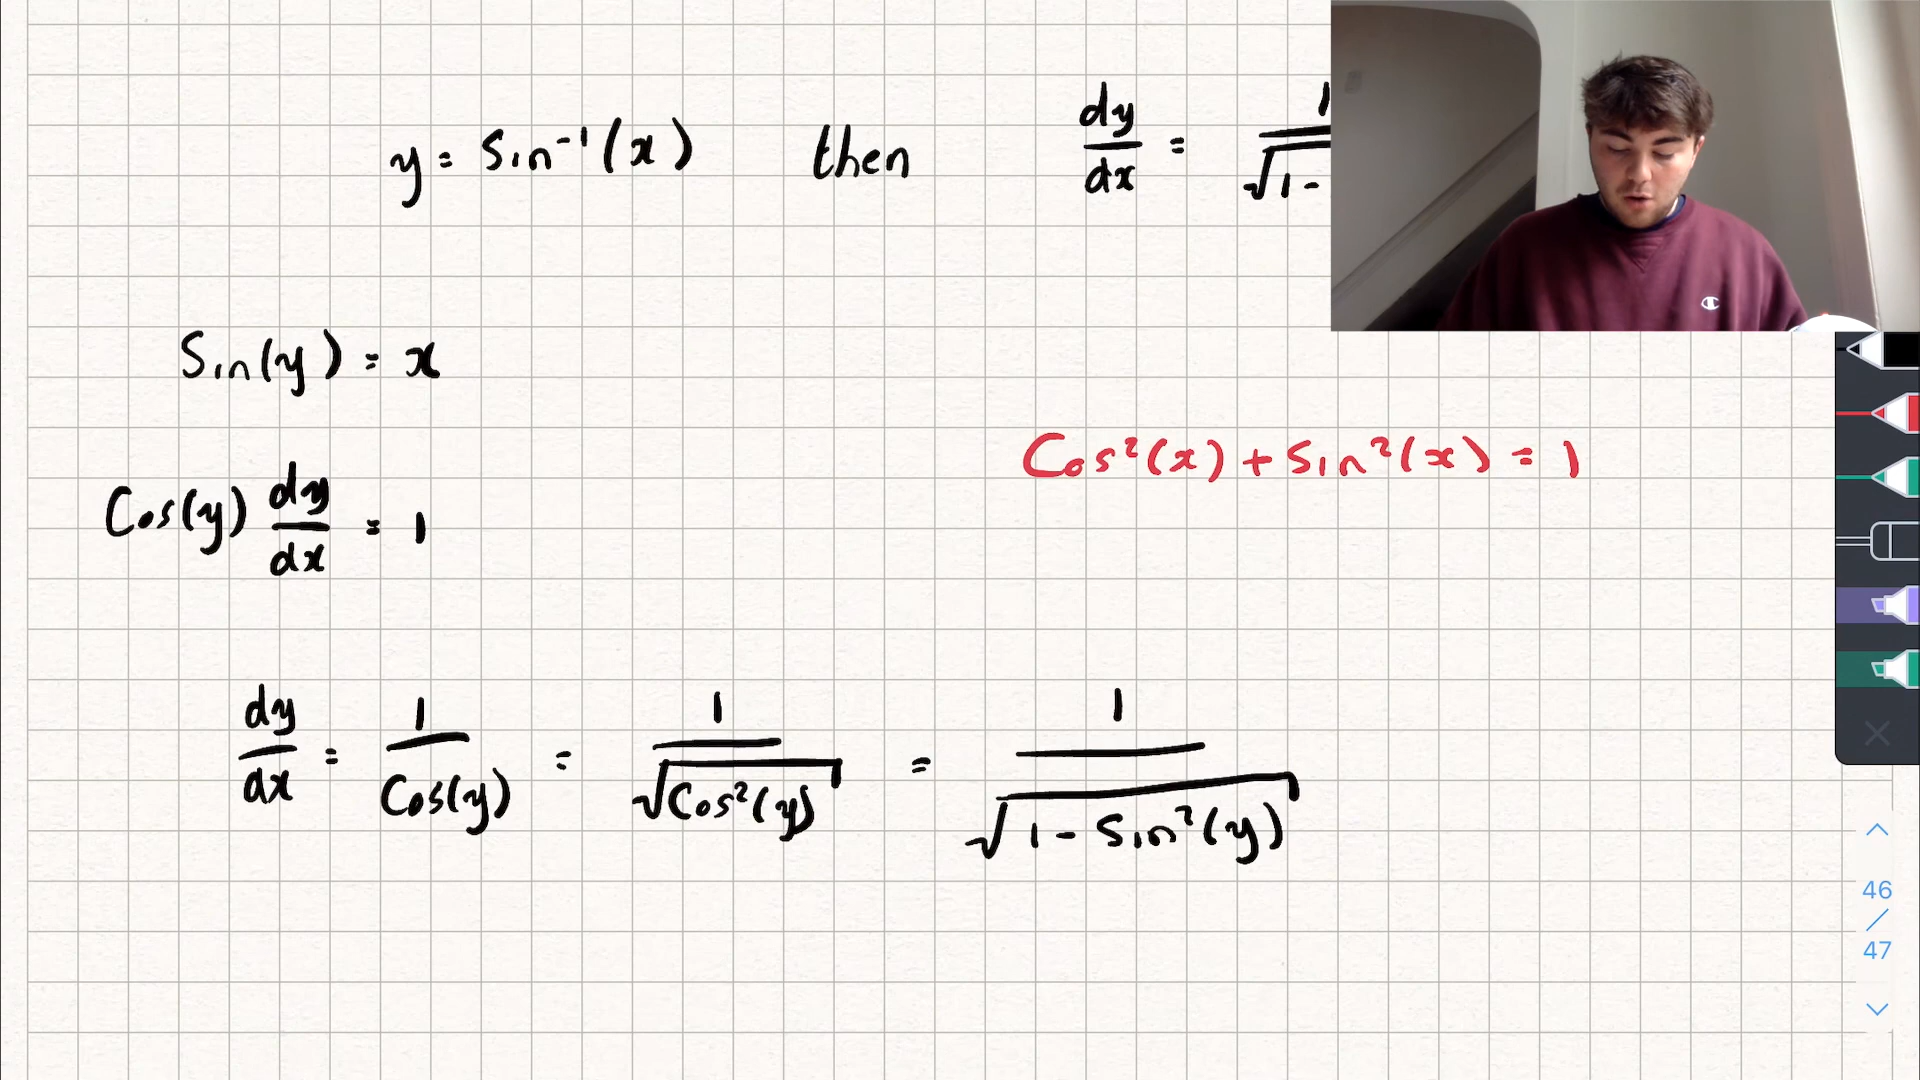 y = Sin⁻¹(x) then dy/dx = 1/√1-
Sin(y) = x
Cos²(x) + Sin²(x) = 1
Cos(y) dy/dx = 1
dy/dx = 1/Cos(y) = 1/√Cos²(y) = 1/√1 - Sin²(y)
46
/
47